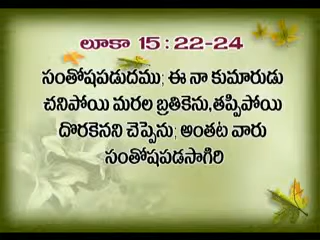 లూకా 15 : 22-24
సంతోషపడుదము; ఈ నా కుమారుడు
చనిపోయి మరల బ్రతికెను,తప్పిపోయి
దొరకెనని చెప్పెను; అంతట వారు
సంతోషపడసాగిరి